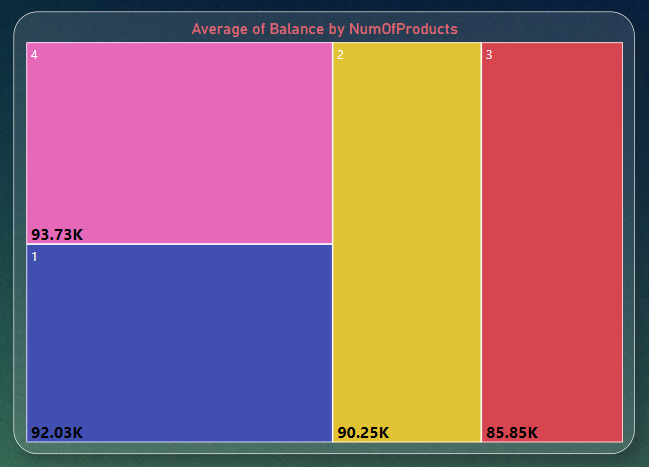 Average of Balance by NumOfProducts
4
93.73K
1
92.03K
2
90.25K
3
85.85K